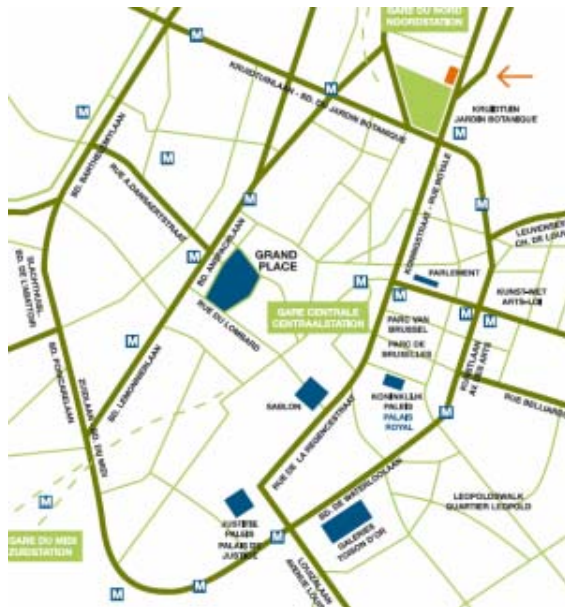 GARE DU NORD
NOORDSTATION
M
KRUIDTUINLAAN - BD. DU JARDIN BOTANIQUE
M
KRUIDTUIN
JARDIN BOTANIQUE
M
M
M
BD. BARTHELEMYLAAN
RUE A.DANSAERTSTRAAT
M
M
KONINGSTRAAT - RUE ROYALE
LEUVENSE
CH. DE LOUV
BD. ANSPACHLAAN
M
GRAND
PLACE
SLACHTHUISL
BD. DE L'ABATTOIR
PARLEMENT
M
M
KUNST-WET
ARTS-LOI
RUE DU LOMBARD
GARE CENTRALE
CENTRAALSTATION
M
M
PARC VAN
BRUSSEL
PARC DE
BRUXELLES
M
BD. POINCARELAAN
BD. LEMONNIERLAAN
KUNSTLAAN
AV. DES ARTS
RUE BELLIARD
ZUIDLAAN - BD. DU MIDI
SABLON
KONINKLIJK
PALEIS
PALAIS
ROYAL
M
RUE DE LA REGENCESTRAAT
M
BD. DE WATERLOOLAAN
LEOPOLDSWIJK
QUARTIER LEOPOLD
GARE DU MIDI
ZUIDSTATION
JUSTITIE
PALEIS
PALAIS DE
JUSTICE
M
GALERIES
TOISON D'OR
LOUIZALAAN
AVENUE LOUI
M
M